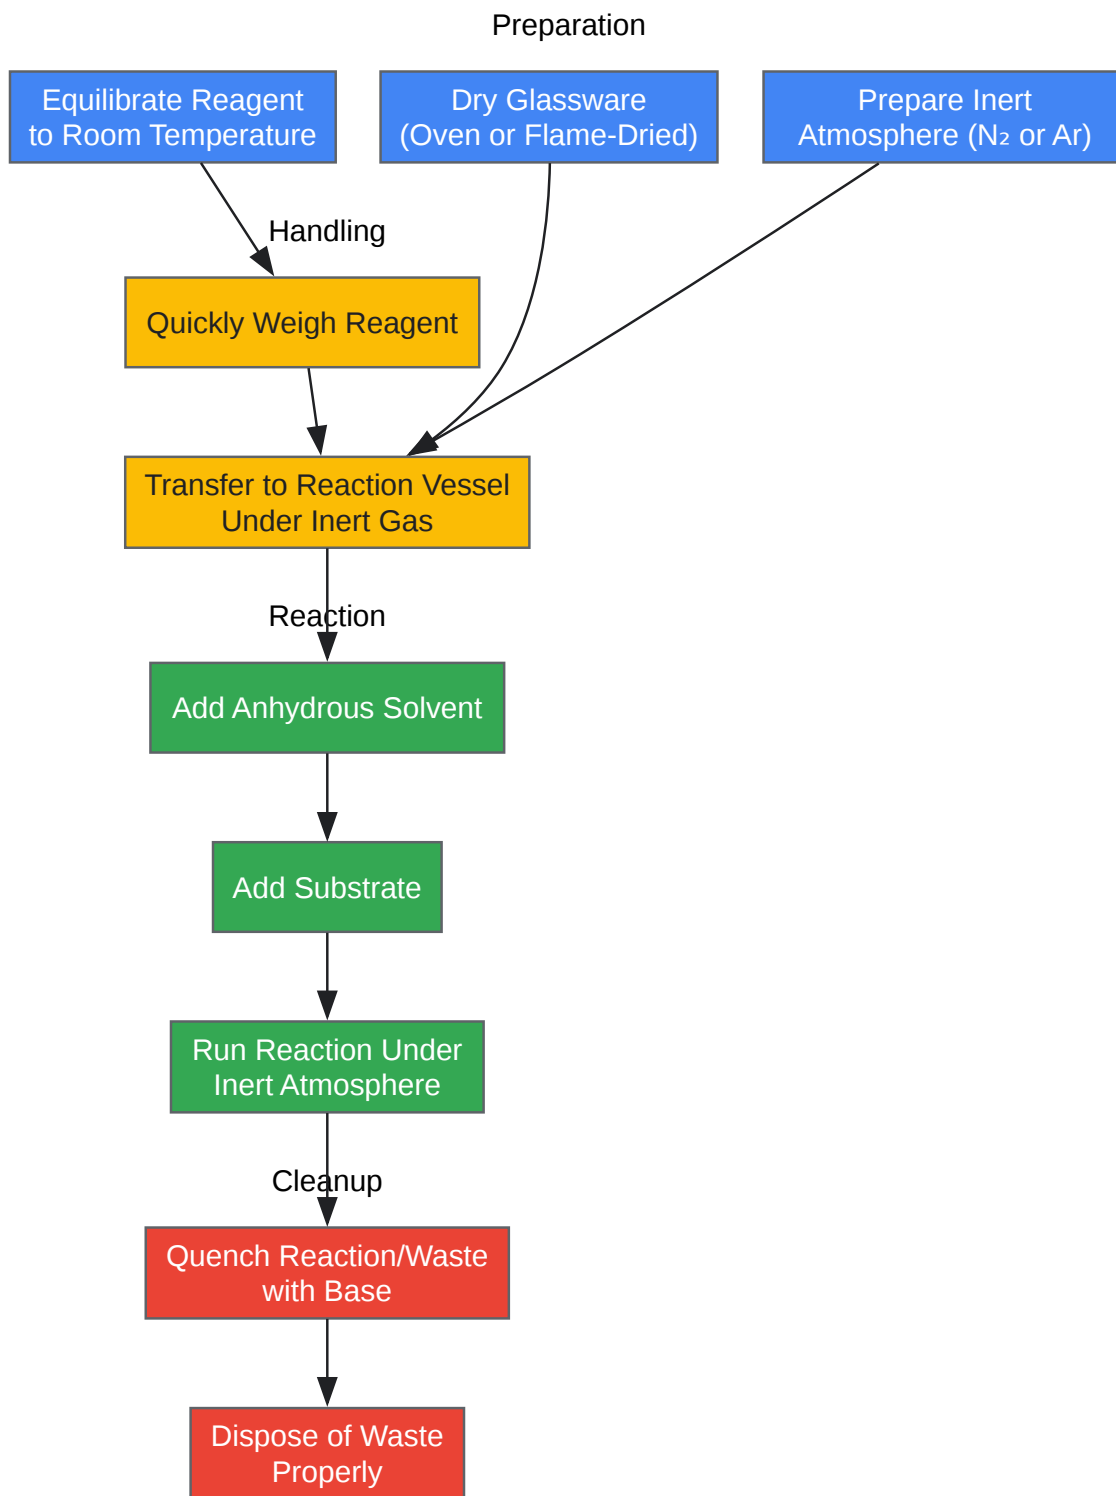 Preparation
Equilibrate Reagent
to Room Temperature
Dry Glassware
(Oven or Flame-Dried)
Prepare Inert
Atmosphere (N₂ or Ar)
Handling
Quickly Weigh Reagent
Transfer to Reaction Vessel
Under Inert Gas
Reaction
Add Anhydrous Solvent
Add Substrate
Run Reaction Under
Inert Atmosphere
Cleanup
Quench Reaction/Waste
with Base
Dispose of Waste
Properly